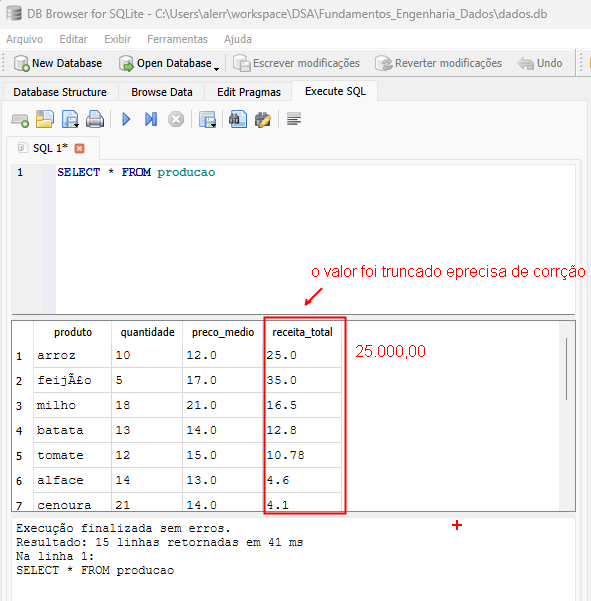 DB Browser for SQLite - C:\Users\alerr\workspace\DSA\Fundamentos_Engenharia_Dados\dados.db
Arquivo Editar Exibir Ferramentas Ajuda
New Database Open Database Escrever modificações Reverter modificações Undo
Database Structure Browse Data Edit Pragmas Execute SQL
SQL 1*
1 SELECT * FROM producao
o valor foi truncado eprecisa de corrção
produto quantidade preco_medio receita_total
1 arroz 10 12.0 25.0
25.000,00
2 feijÃ£o 5 17.0 35.0
3 milho 18 21.0 16.5
4 batata 13 14.0 12.8
5 tomate 12 15.0 10.78
6 alface 14 13.0 4.6
7 cenoura 21 14.0 4.1
Execução finalizada sem erros.
Resultado: 15 linhas retornadas em 41 ms
Na linha 1:
SELECT * FROM producao